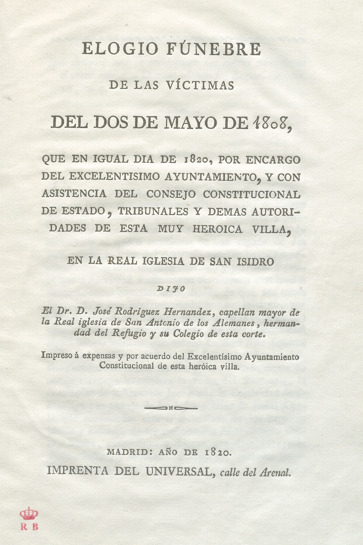 ELOGIO FÚNEBRE
DE LAS VÍCTIMAS
DEL DOS DE MAYO DE 1808,
QUE EN IGUAL DIA DE 1820, POR ENCARGO
DEL EXCELENTISIMO AYUNTAMIENTO, Y CON
ASISTENCIA DEL CONSEJO CONSTITUCIONAL
DE ESTADO, TRIBUNALES Y DEMAS AUTORI-
DADES DE ESTA MUY HEROICA VILLA,
EN LA REAL IGLESIA DE SAN ISIDRO
DIJO
El Dr. D. José Rodriguez Hernandez, capellan mayor de
la Real iglesia de San Antonio de los Alemanes, herman-
dad del Refugio y su Colegio de esta corte.
Impreso á expensas y por acuerdo del Excelentísimo Ayuntamiento
Constitucional de esta heróica villa.
MADRID: AÑO DE 1820.
IMPRENTA DEL UNIVERSAL, calle del Arenal.
R B